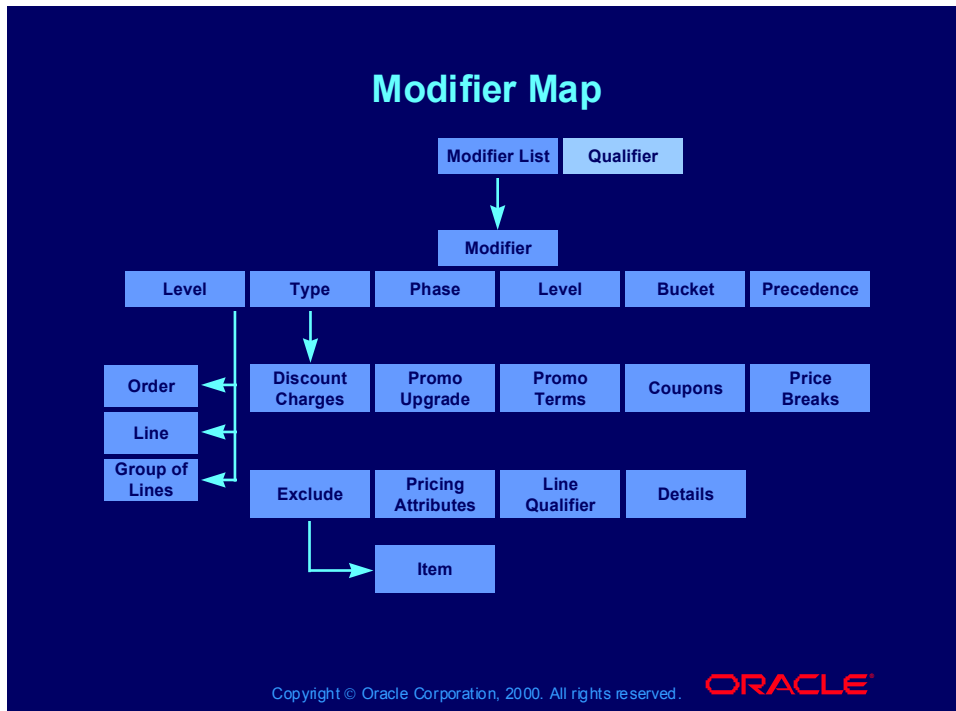 Modifier Map
Modifier List
Qualifier
Modifier
Level
Type
Phase
Level
Bucket
Precedence
Order
Line
Group of
Lines
Discount
Charges
Promo
Upgrade
Promo
Terms
Coupons
Price
Breaks
Exclude
Pricing
Attributes
Line
Qualifier
Details
Item
Copyright © Oracle Corporation, 2000. All rights reserved.
ORACLE®